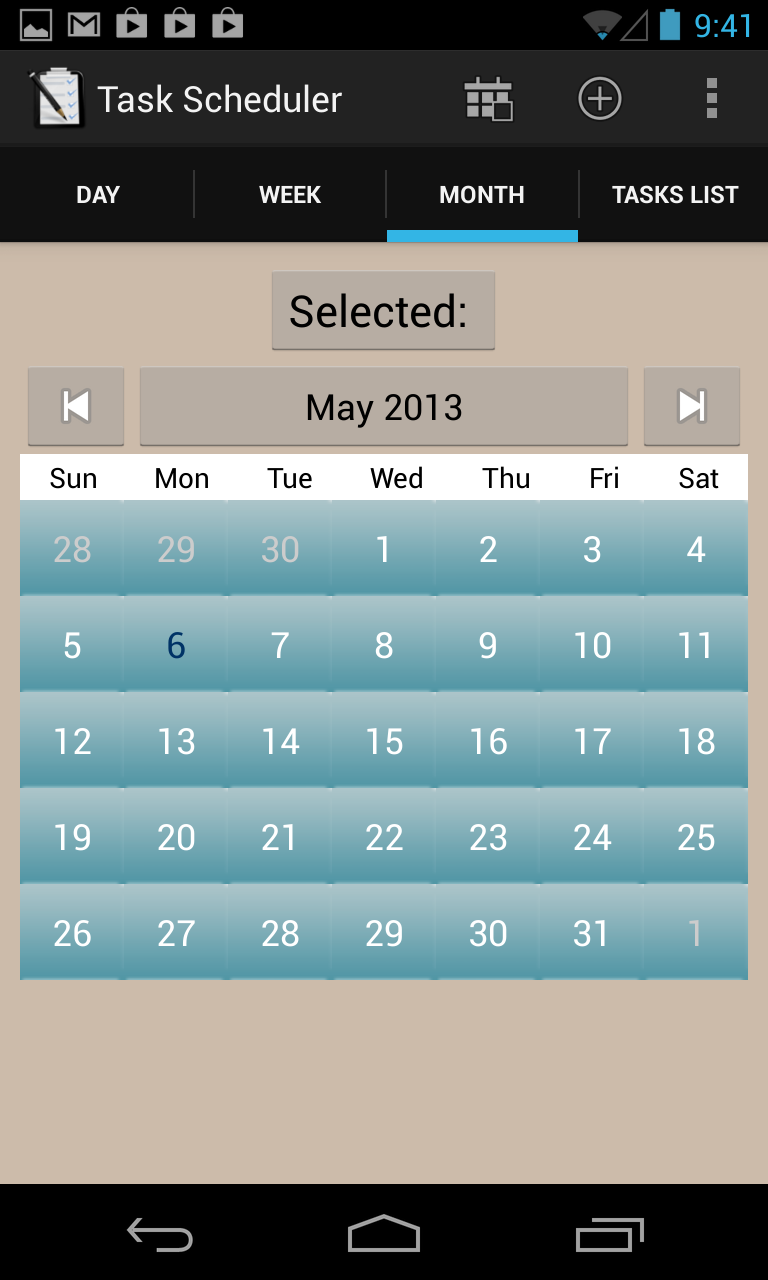 9:41
Task Scheduler
DAY WEEK MONTH TASKS LIST
Selected:
May 2013
Sun Mon Tue Wed Thu Fri Sat
28 29 30 1 2 3 4
5 6 7 8 9 10 11
12 13 14 15 16 17 18
19 20 21 22 23 24 25
26 27 28 29 30 31 1